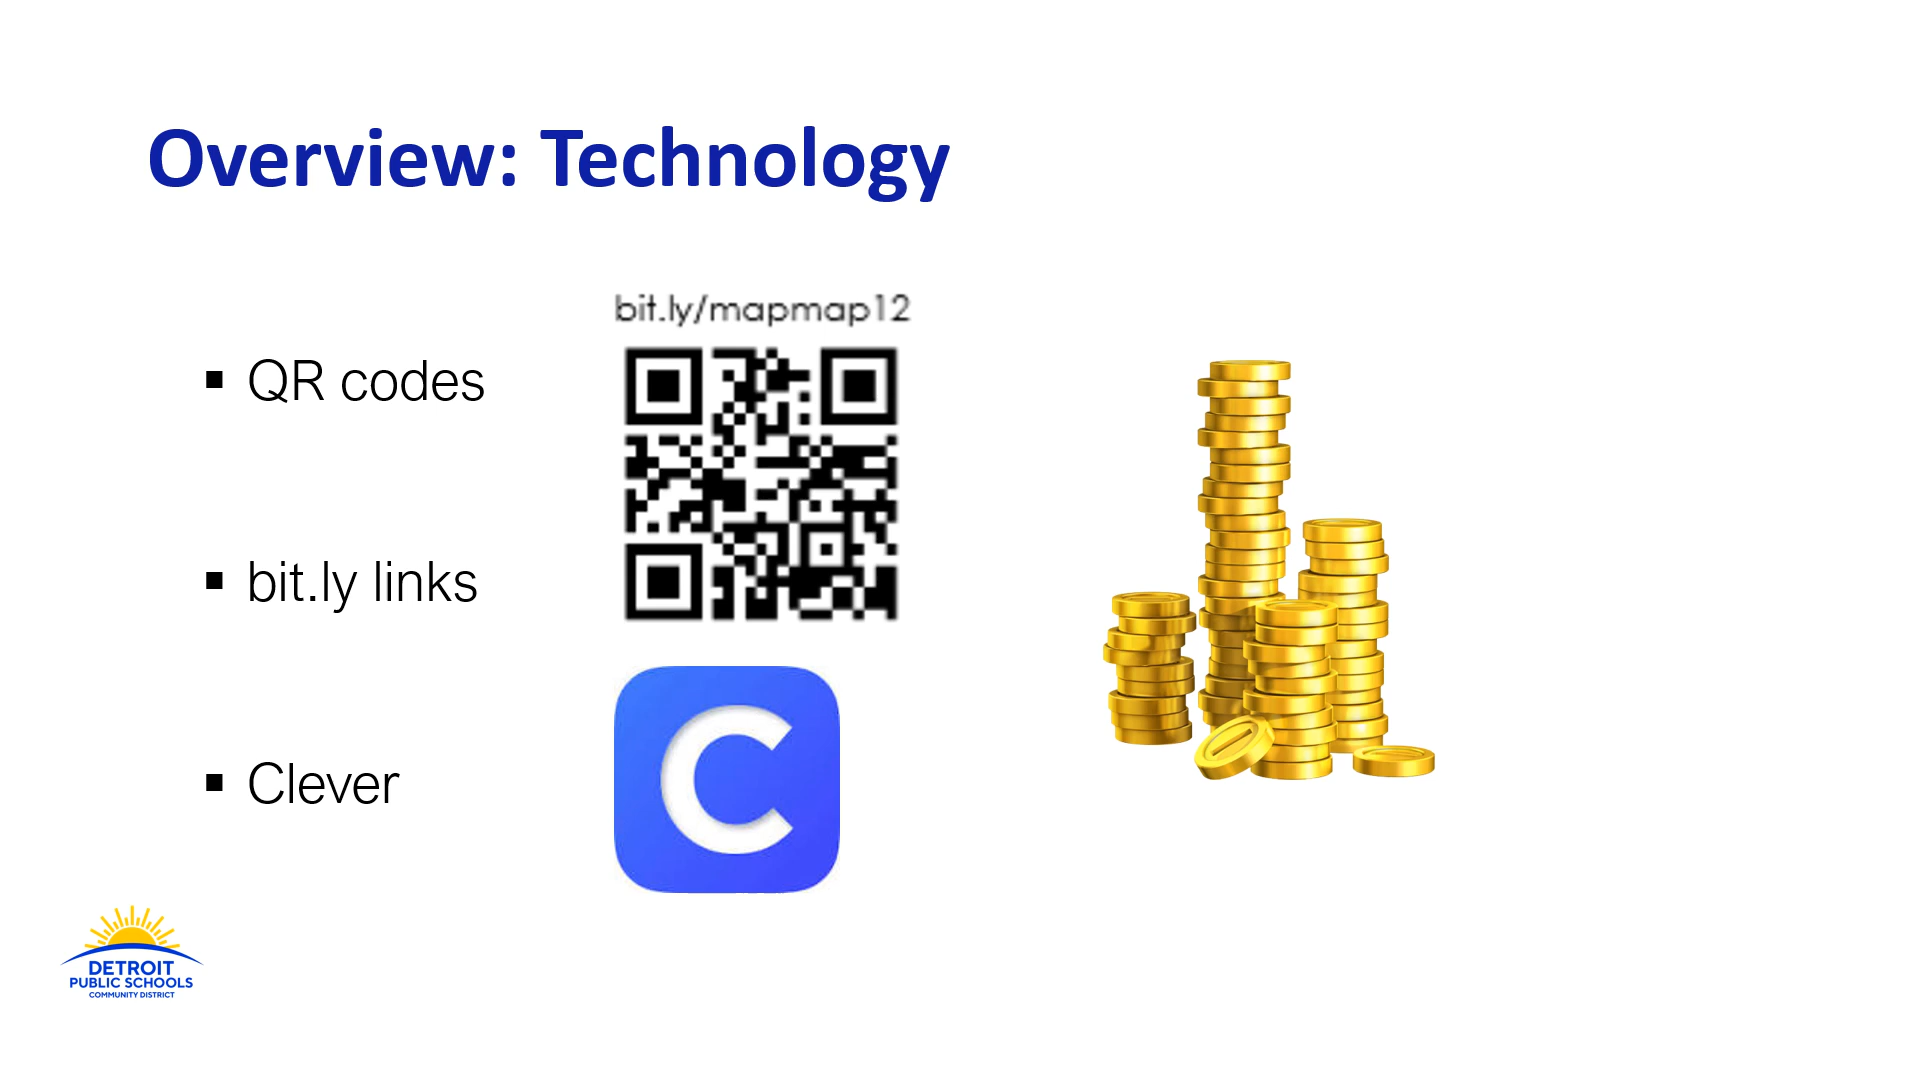 Overview: Technology
bit.ly/mapmap12
▪ QR codes
▪ bit.ly links
▪ Clever
C
DETROIT
PUBLIC SCHOOLS
COMMUNITY DISTRICT